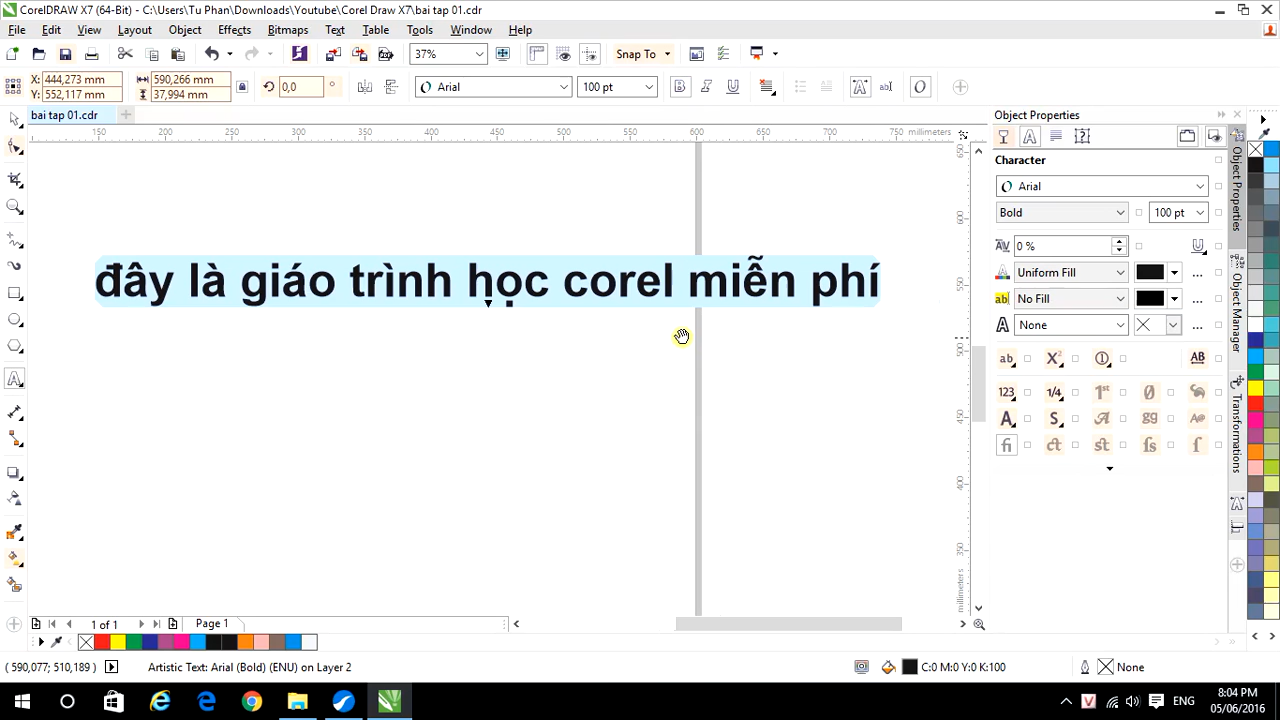 CorelDRAW X7 (64-Bit) - C:\Users\Tu Phan\Downloads\Youtube\Corel Draw X7\bai tap 01.cdr
File Edit View Layout Object Effects Bitmaps Text Table Tools Window Help
37% Snap To
X: 444,273 mm 590,266 mm 0,0 ° Arial 100 pt B I U
Y: 552,117 mm 37,994 mm
bai tap 01.cdr
Object Properties
150 200 250 300 350 400 450 500 550 600 650 700 750 millimeters
Character
Arial
Bold 100 pt
0 %
Uniform Fill
No Fill
None
đây là giáo trình học corel miễn phí
Object Properties
Object Manager
Transformations
1 of 1 Page 1
(590,077; 510,189) Artistic Text: Arial (Bold) (ENU) on Layer 2 C:0 M:0 Y:0 K:100 None
ENG 8:04 PM
05/06/2016